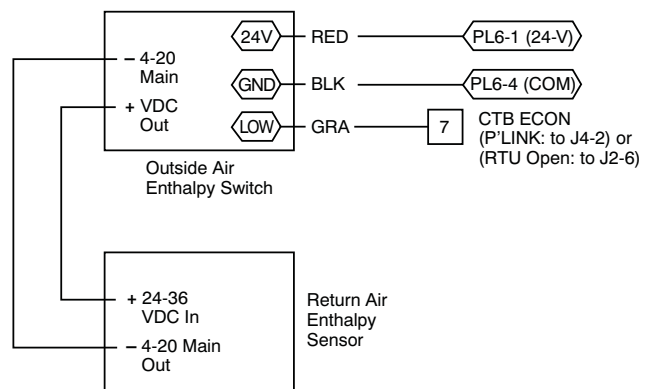 24V RED PL6-1 (24-V)
– 4-20
Main
GND BLK PL6-4 (COM)
+ VDC
Out
LOW GRA 7 CTB ECON
(P'LINK: to J4-2) or
(RTU Open: to J2-6)
Outside Air
Enthalpy Switch
+ 24-36
VDC In
– 4-20 Main
Out
Return Air
Enthalpy
Sensor